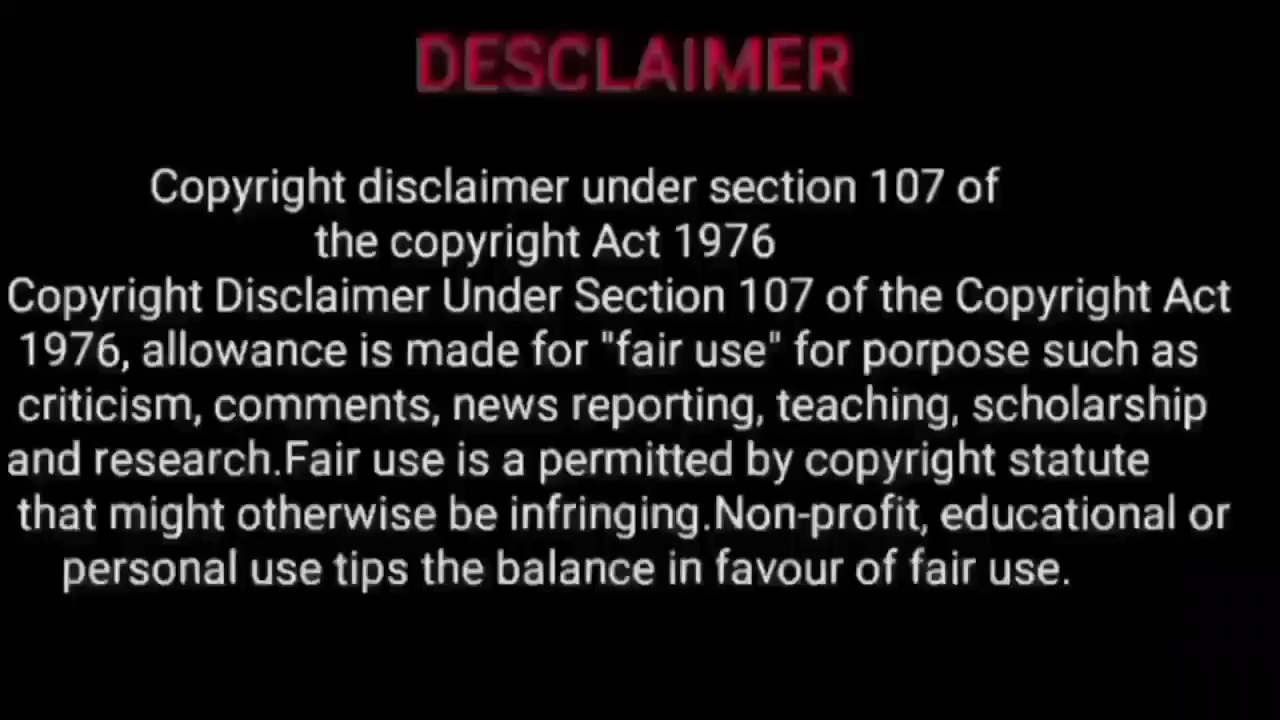 DESCLAIMER
Copyright disclaimer under section 107 of
the copyright Act 1976
Copyright Disclaimer Under Section 107 of the Copyright Act
1976, allowance is made for "fair use" for porpose such as
criticism, comments, news reporting, teaching, scholarship
and research.Fair use is a permitted by copyright statute
that might otherwise be infringing.Non-profit, educational or
personal use tips the balance in favour of fair use.